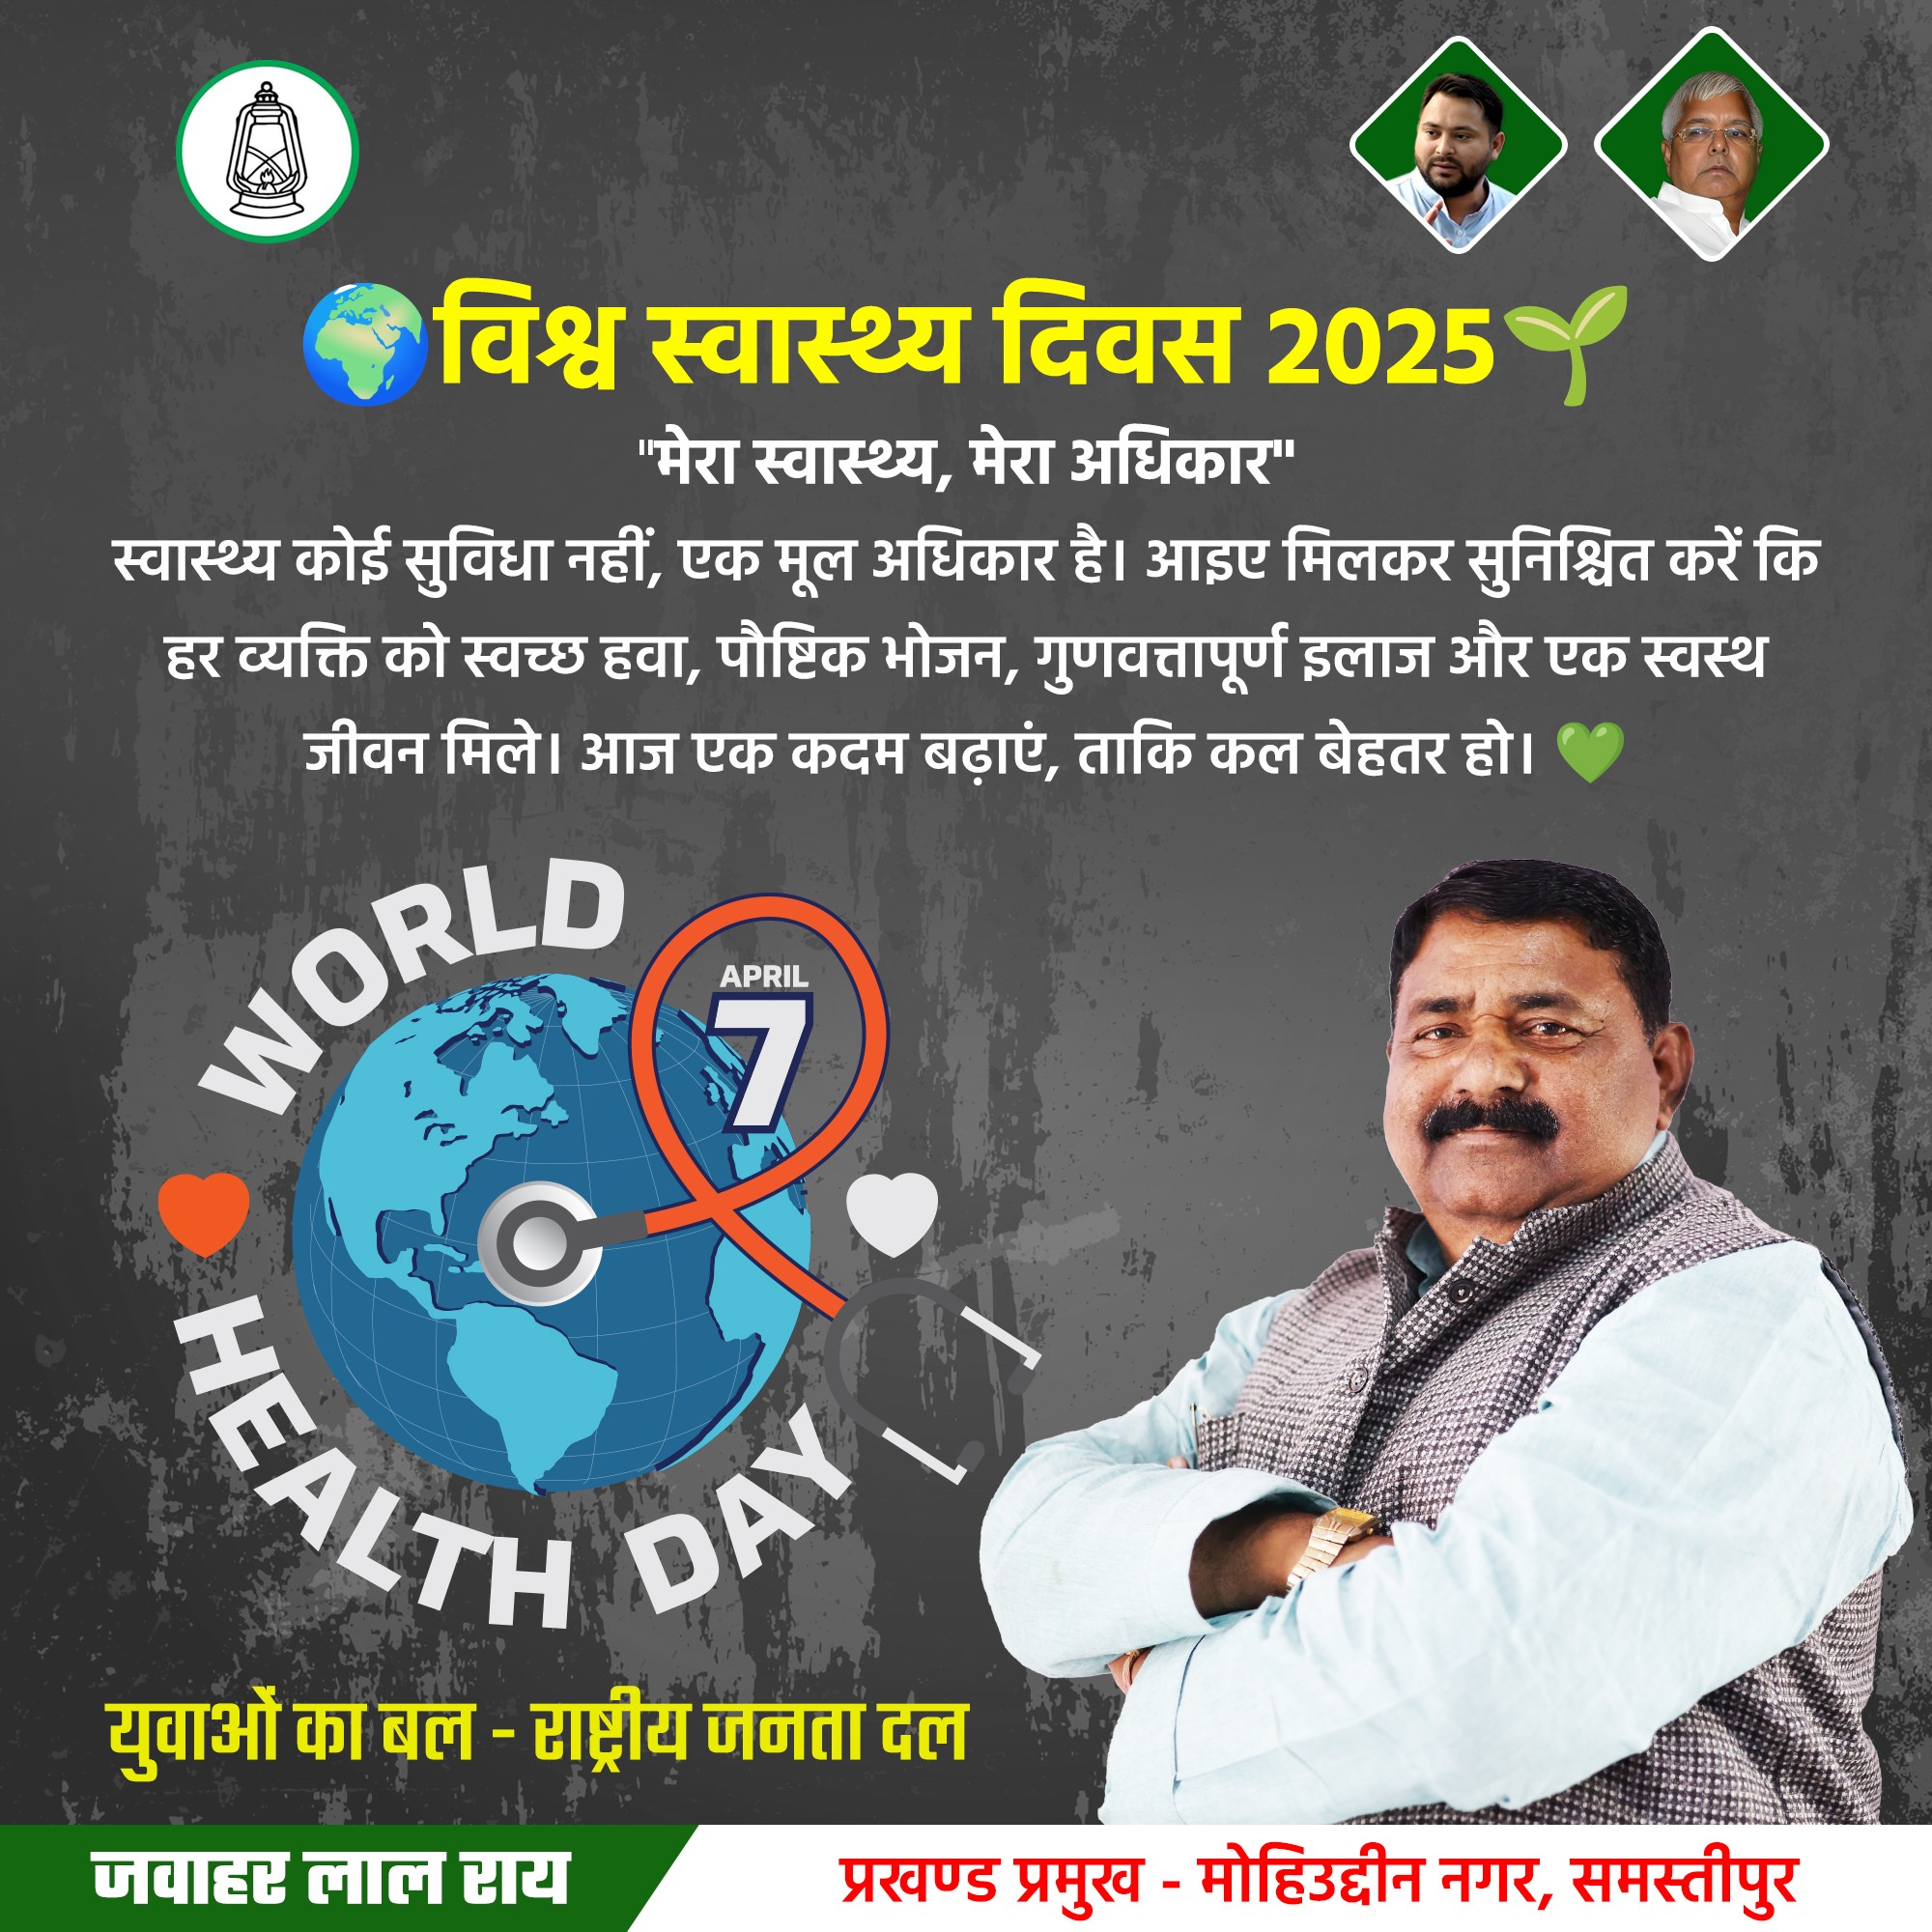 🌍विश्व स्वास्थ्य दिवस 2025🌱
"मेरा स्वास्थ्य, मेरा अधिकार"
स्वास्थ्य कोई सुविधा नहीं, एक मूल अधिकार है। आइए मिलकर सुनिश्चित करें कि
हर व्यक्ति को स्वच्छ हवा, पौष्टिक भोजन, गुणवत्तापूर्ण इलाज और एक स्वस्थ
जीवन मिले। आज एक कदम बढ़ाएं, ताकि कल बेहतर हो। 💚
WORLD
APRIL
7
HEALTH DAY
युवाओं का बल - राष्ट्रीय जनता दल
जवाहर लाल राय
प्रखण्ड प्रमुख - मोहिउद्दीन नगर, समस्तीपुर